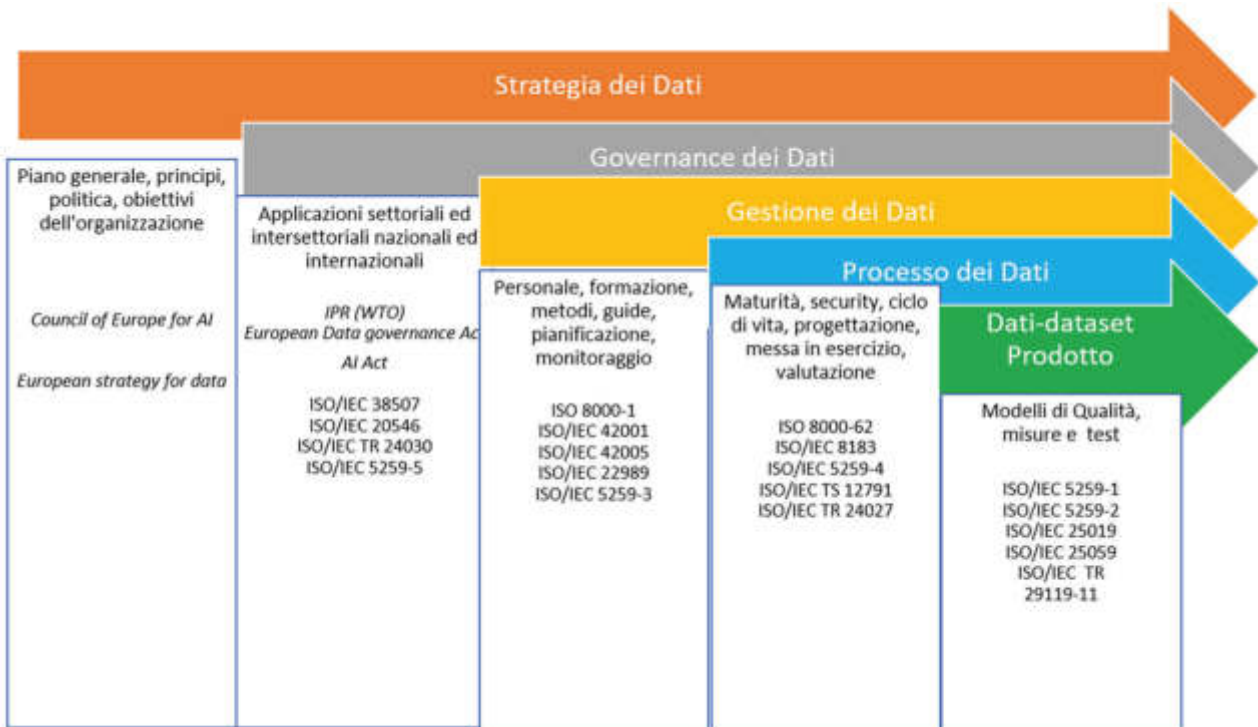 Strategia dei Dati
Governance dei Dati
Gestione dei Dati
Processo dei Dati
Dati-dataset
Prodotto
Piano generale, principi,
politica, obiettivi
dell'organizzazione
Council of Europe for AI
European strategy for data
Applicazioni settoriali ed
intersettoriali nazionali ed
internazionali
IPR (WTO)
European Data governance Ac
AI Act
ISO/IEC 38507
ISO/IEC 20546
ISO/IEC TR 24030
ISO/IEC 5259-5
Personale, formazione,
metodi, guide,
pianificazione,
monitoraggio
ISO 8000-1
ISO/IEC 42001
ISO/IEC 42005
ISO/IEC 22989
ISO/IEC 5259-3
Maturità, security, ciclo
di vita, progettazione,
messa in esercizio,
valutazione
ISO 8000-62
ISO/IEC 8183
ISO/IEC 5259-4
ISO/IEC TS 12791
ISO/IEC TR 24027
Modelli di Qualità,
misure e test
ISO/IEC 5259-1
ISO/IEC 5259-2
ISO/IEC 25019
ISO/IEC 25059
ISO/IEC TR
29119-11